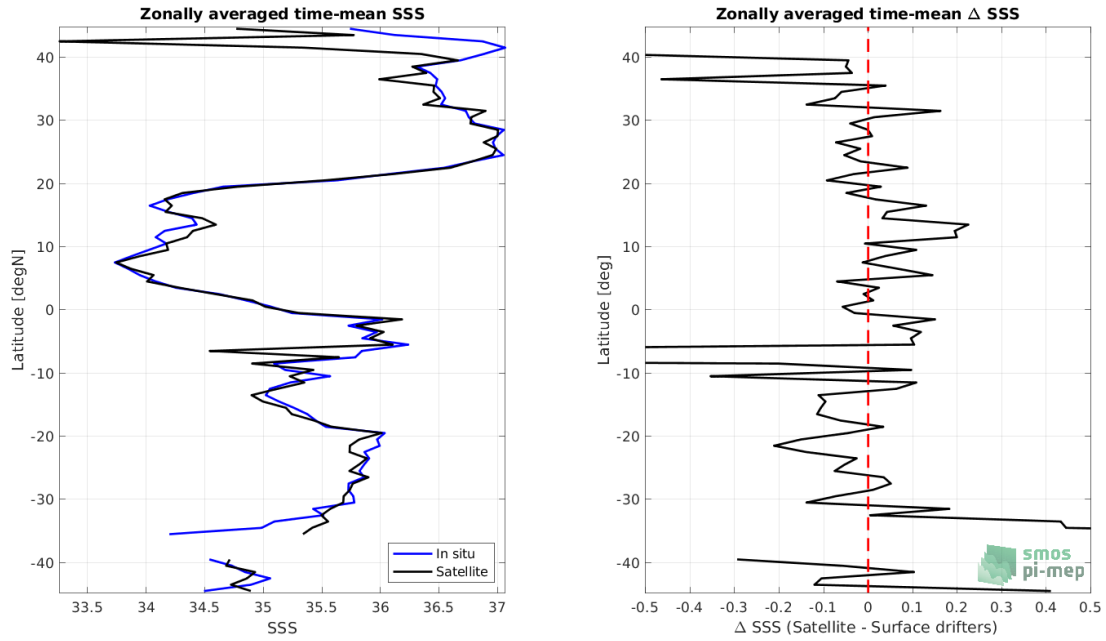 Zonally averaged time-mean SSS
40
30
20
10
0
-10
-20
-30
-40
Latitude [degN]
33.5 34 34.5 35 35.5 36 36.5 37
SSS
In situ
Satellite
Zonally averaged time-mean Δ SSS
40
30
20
10
0
-10
-20
-30
-40
Latitude [deg]
-0.5 -0.4 -0.3 -0.2 -0.1 0 0.1 0.2 0.3 0.4 0.5
Δ SSS (Satellite - Surface drifters)
smos
pi-mep